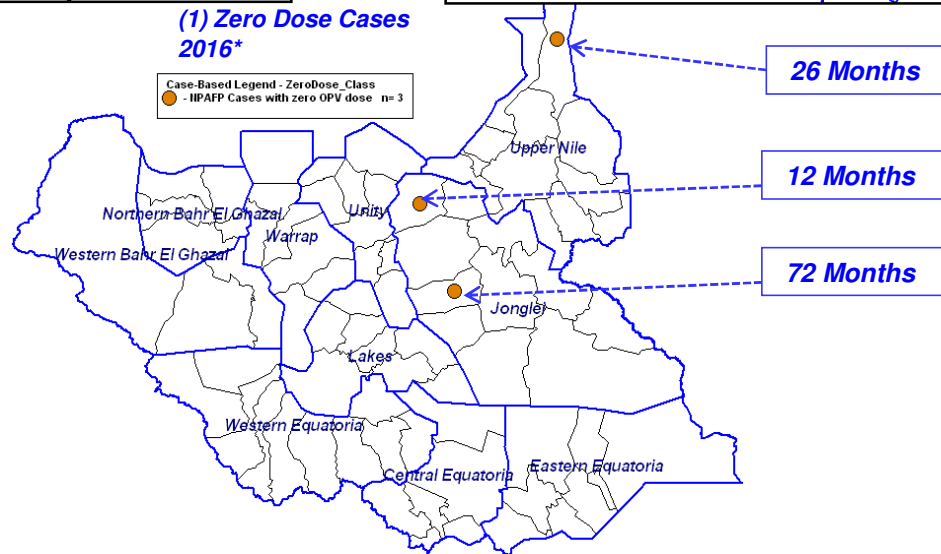 (1) Zero Dose Cases
2016*
Case-Based Legend - ZeroDose_Class
- NPAFP Cases with zero OPV dose n= 3
26 Months
Upper Nile
12 Months
Northern Bahr El Ghazal
Unity
Warrap
Western Bahr El Ghazal
72 Months
Jonglei
Lakes
Western Equatoria
Central Equatoria
Eastern Equatoria